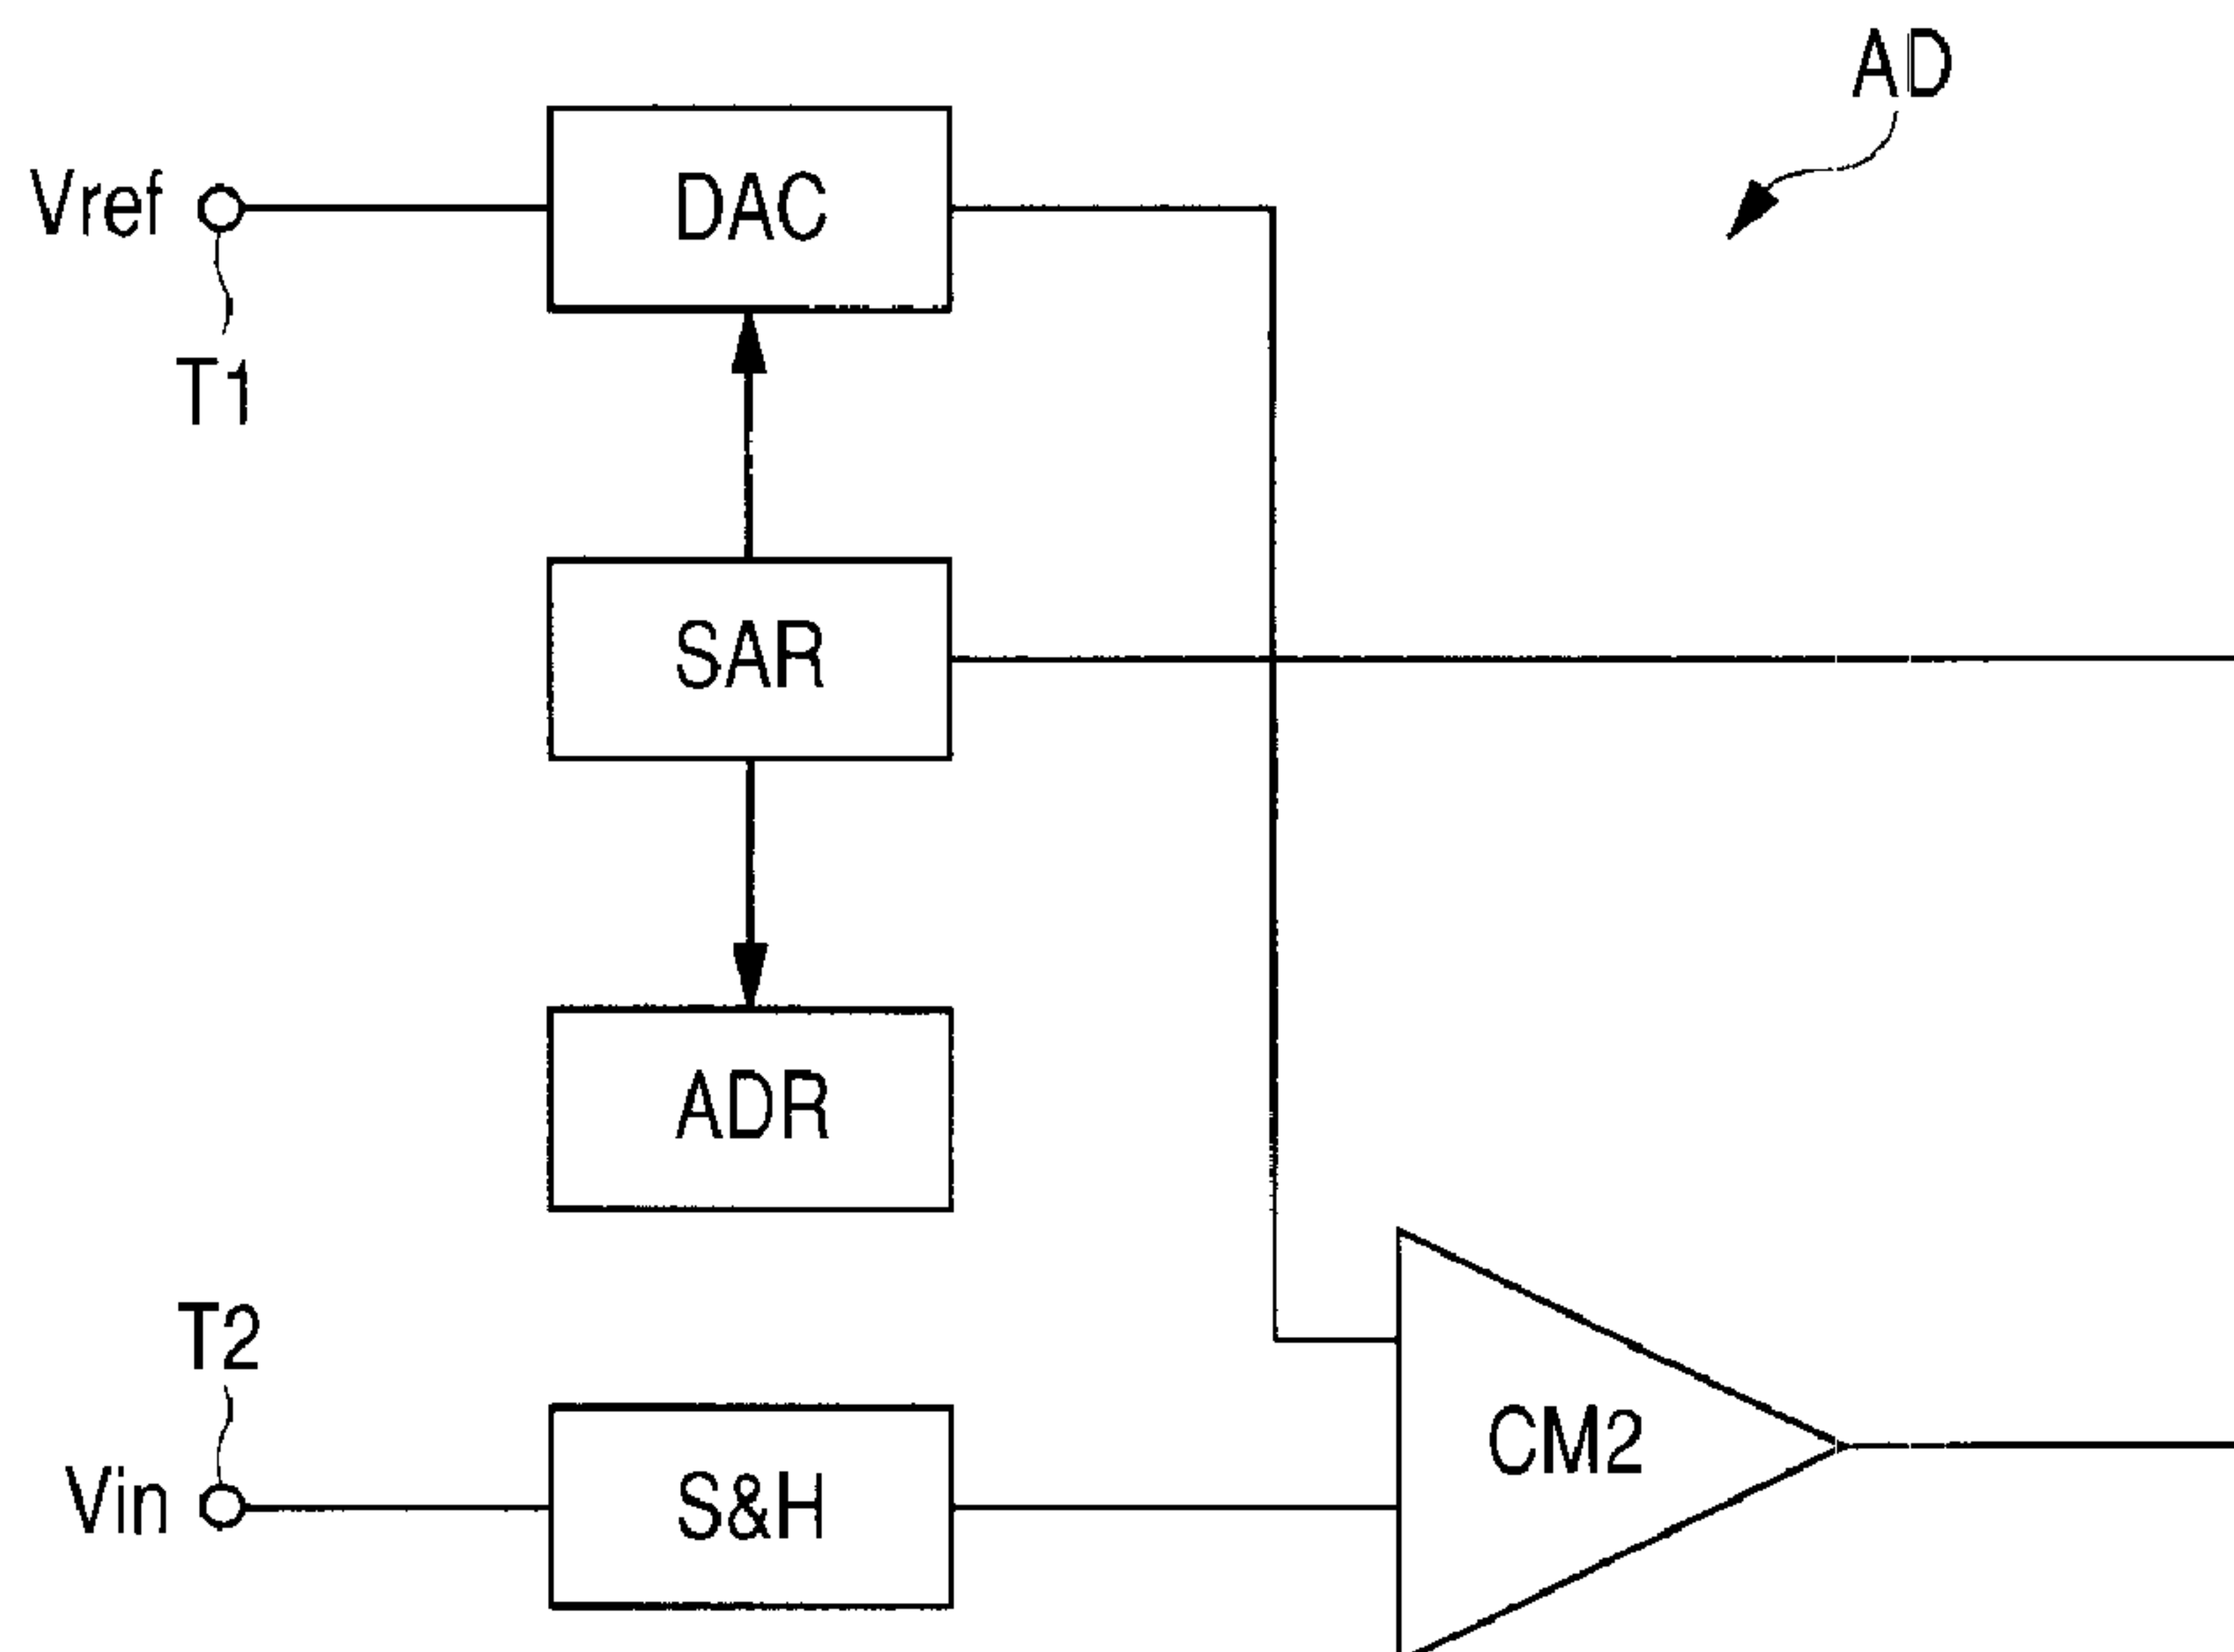 AD
Vref
DAC
T1
SAR
ADR
T2
CM2
Vin
S&H